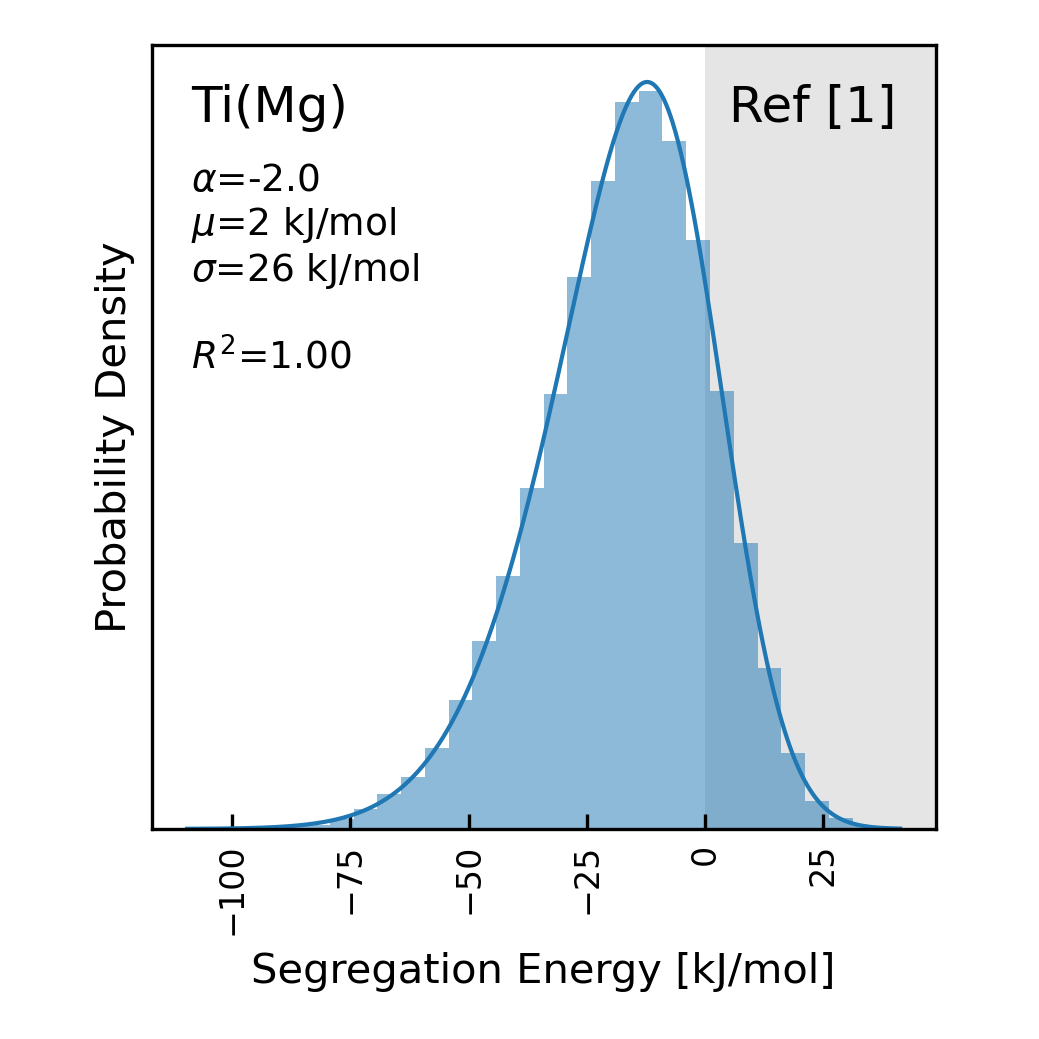 Ti(Mg)
Ref [1]
α=-2.0
μ=2 kJ/mol
σ=26 kJ/mol
R²=1.00
Probability Density
−100
−75
−50
−25
0
25
Segregation Energy [kJ/mol]